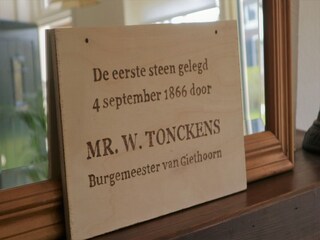 De eerste steen gelegd
4 september 1866 door
MR. W. TONCKENS
Burgemeester van Giethoorn